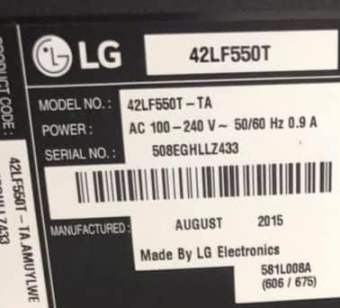 LG 42LF550T
MODEL NO.: 42LF550T-TA
POWER: AC 100-240 V~ 50/60 Hz 0.9 A
SERIAL NO.: 508EGHLLZ433
MANUFACTURED: AUGUST 2015
Made By LG Electronics
581L008A
(606 / 675)
PRODUCT CODE:
42LF550T-TA.AMUYLWE